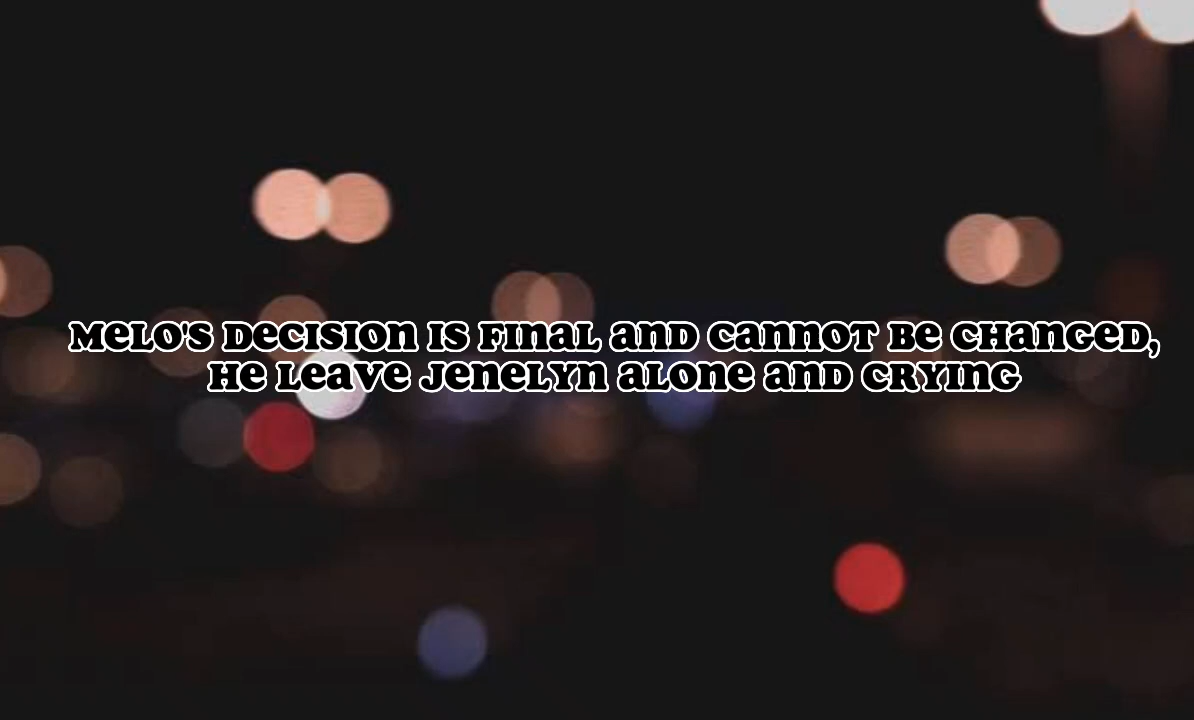 MeLO'S DeCISION IS FINaL aND CaNNOT Be CHaNGeD,
He LeaVe JeNeLYN aLONe aND CRYING